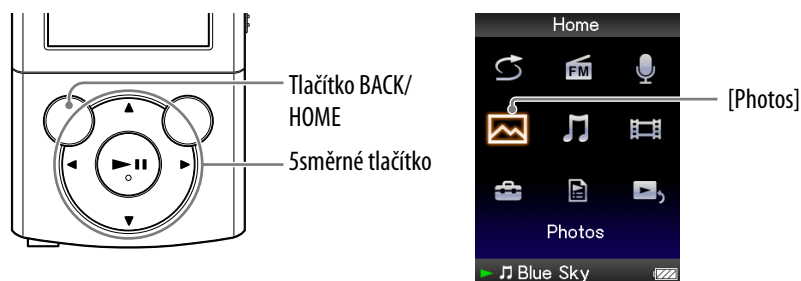 Tlačítko BACK/
HOME
5směrné tlačítko
Home
FM
[Photos]
Photos
Blue Sky